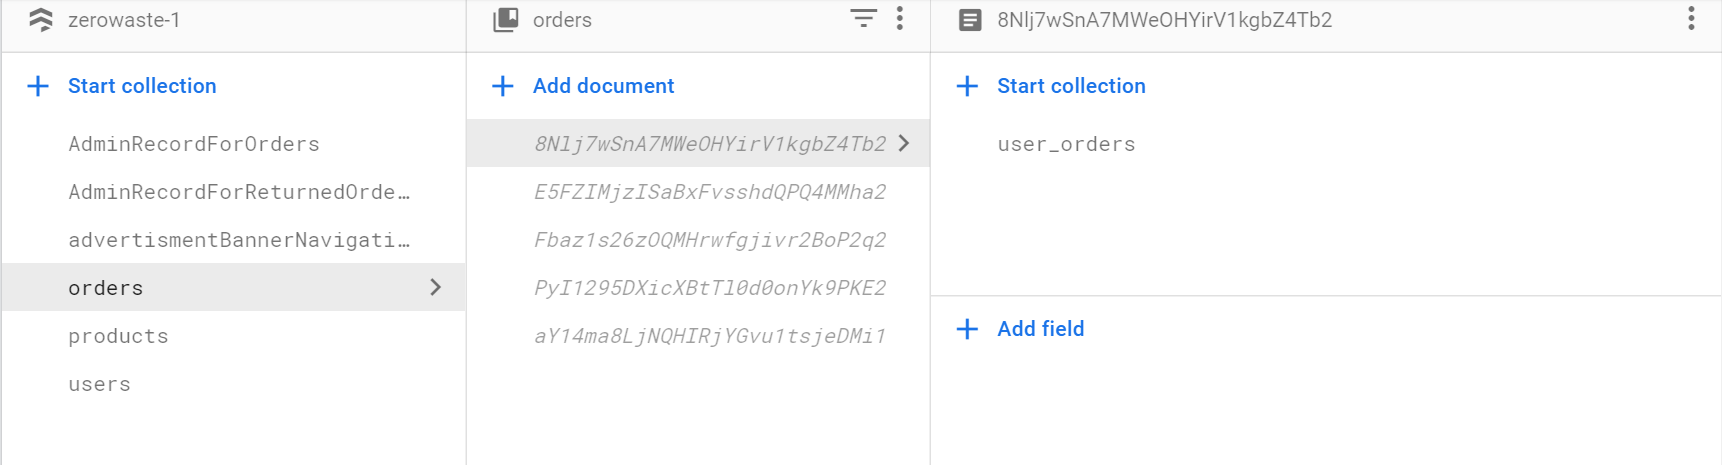 zerowaste-1
Start collection
AdminRecordForOrders
AdminRecordForReturnedOrde…
advertismentBannerNavigati…
orders
products
users
orders
Add document
8Nlj7wSnA7MWeOHYirV1kgbZ4Tb2
E5FZIMjzISaBxFvsshdQPQ4MMha2
Fbaz1s26zOQMHrwfgjivr2BoP2q2
PyI1295DXicXBtTl0d0onYk9PKE2
aY14ma8LjNQHIRjYGvu1tsjeDMi1
8Nlj7wSnA7MWeOHYirV1kgbZ4Tb2
Start collection
user_orders
Add field